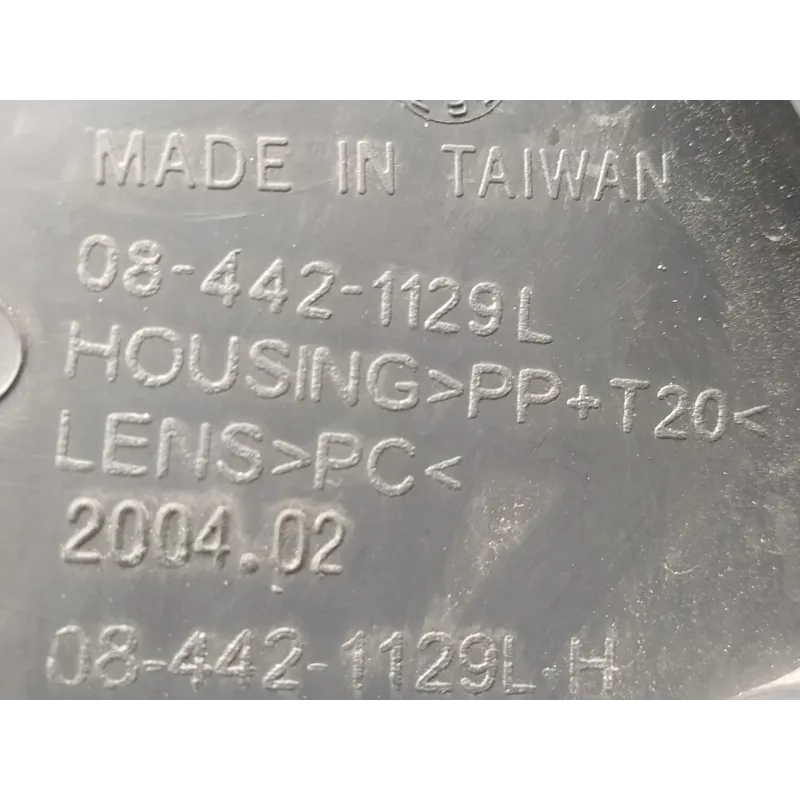 MADE IN TAIWAN
08-442-1129L
HOUSING>PP+T20<
LENS>PC<
2004.02
08-442-1129L-H